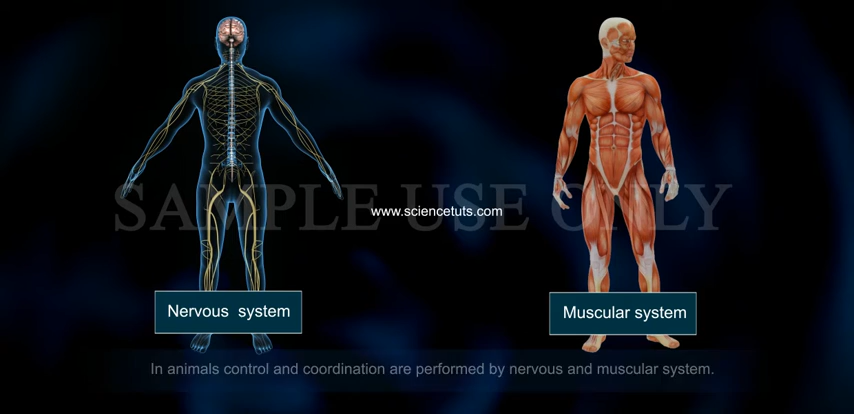 SAMPLE USE ONLY
www.sciencetuts.com
Nervous system
Muscular system
In animals control and coordination are performed by nervous and muscular system.